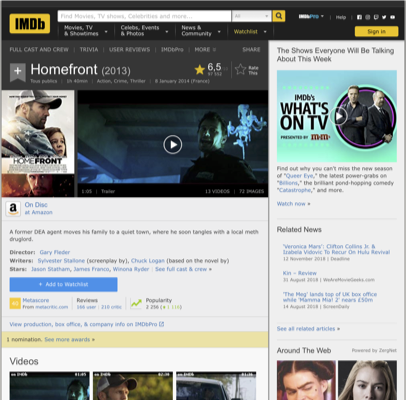 IMDb
Find Movies, TV shows, Celebrities and more...
All
IMDbPro
Help
Movies, TV & Showtimes
Celebs, Events & Photos
News & Community
Watchlist
Sign in
FULL CAST AND CREW | TRIVIA | USER REVIEWS | IMDbPro | MORE
SHARE
Homefront (2013)
6,5
Rate This
Tous publics | 1h 40min | Action, Crime, Thriller | 8 January 2014 (France)
HOMEFRONT
1:05 | Trailer
13 VIDEOS | 72 IMAGES
On Disc
at Amazon
A former DEA agent moves his family to a quiet town, where he soon tangles with a local meth druglord.
Director: Gary Fleder
Writers: Sylvester Stallone (screenplay by), Chuck Logan (based on the novel by)
Stars: Jason Statham, James Franco, Winona Ryder | See full cast & crew »
+ Add to Watchlist
Metascore
From metacritic.com
Reviews
Popularity
View production, box office, & company info on IMDbPro
1 nomination. See more awards »
Videos
The Shows Everyone Will Be Talking About This Week
IMDb's
WHAT'S ON TV
PRESENTED BY m&m's
Find out why you can't miss the new season of "Queer Eye," the latest power-grabs on "Billions," the brilliant pond-hopping comedy "Catastrophe," and more.
Watch now »
Related News
'Veronica Mars': Clifton Collins Jr. & Izabela Vidovic To Recur On Hulu Revival
12 November 2018 | Deadline
Kin – Review
31 August 2018 | WeAreMovieGeeks.com
'The Meg' lands top of UK box office while 'Mamma Mia! 2' nears £50m
14 August 2018 | ScreenDaily
See all related articles »
Around The Web
Powered by ZergNet